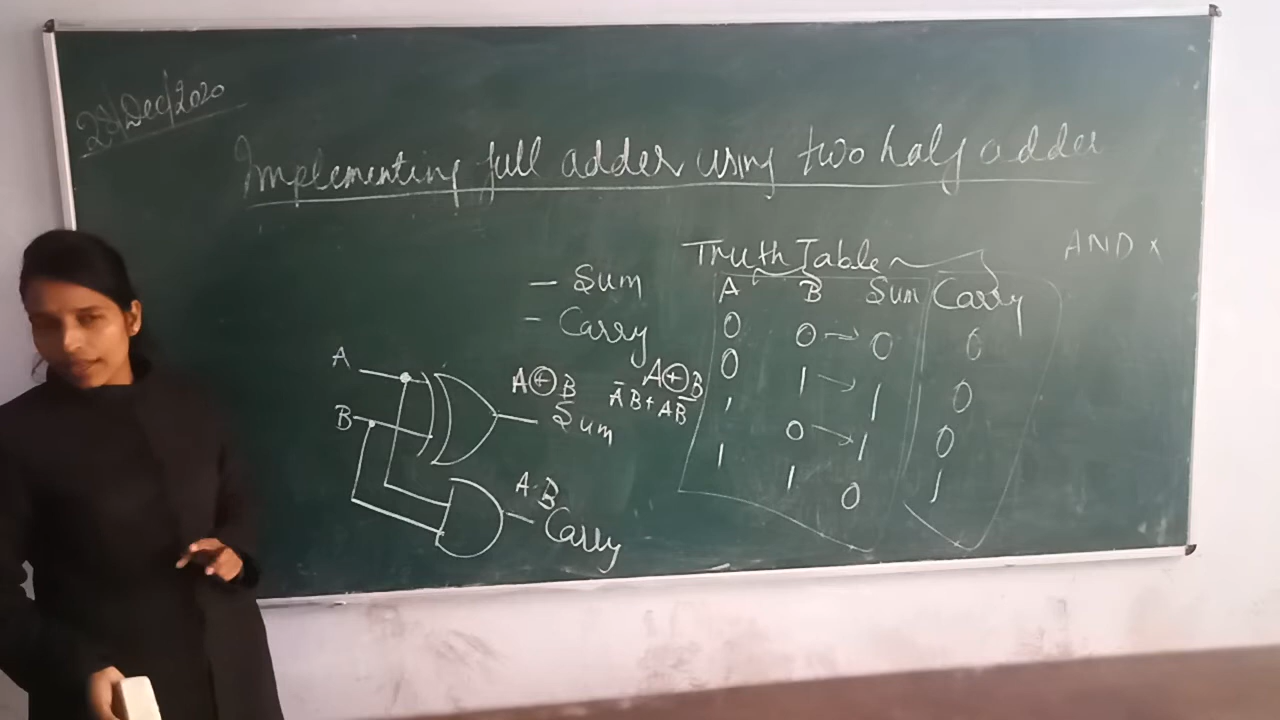 28/Dec/2020
Implementing full adder using two half adder
Truth Table
AND ×
- Sum
- Carry
A B Sum Carry
0 0 → 0 0
0 1 → 1 0
1 0 → 1 0
1 1 0 1
A
B
A⊕B
Sum
A⊕B
A̅B + AB̅
A·B
Carry